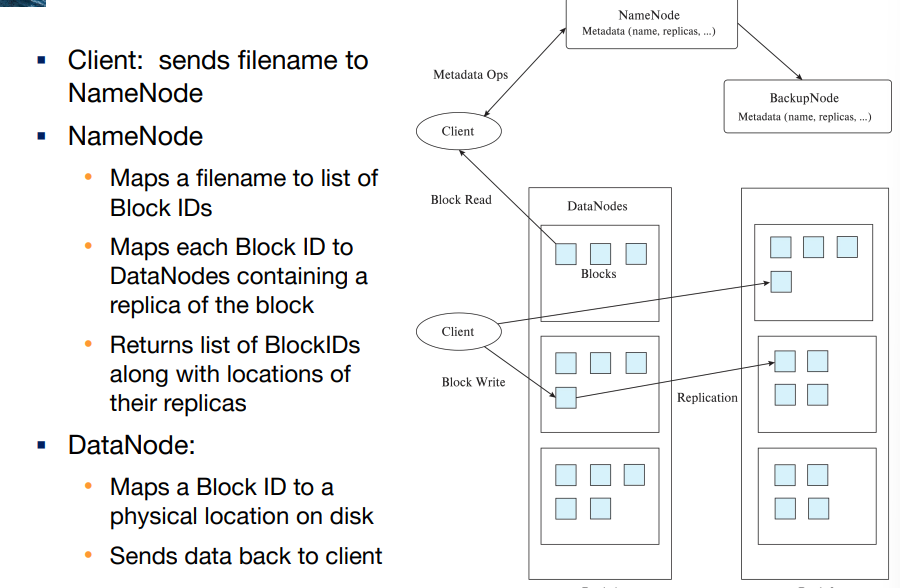 Client: sends filename to
NameNode
NameNode
Maps a filename to list of
Block IDs
Maps each Block ID to
DataNodes containing a
replica of the block
Returns list of BlockIDs
along with locations of
their replicas
DataNode:
Maps a Block ID to a
physical location on disk
Sends data back to client
NameNode
Metadata (name, replicas, ...)
BackupNode
Metadata (name, replicas, ...)
Metadata Ops
Client
Block Read
DataNodes
Blocks
Client
Block Write
Replication